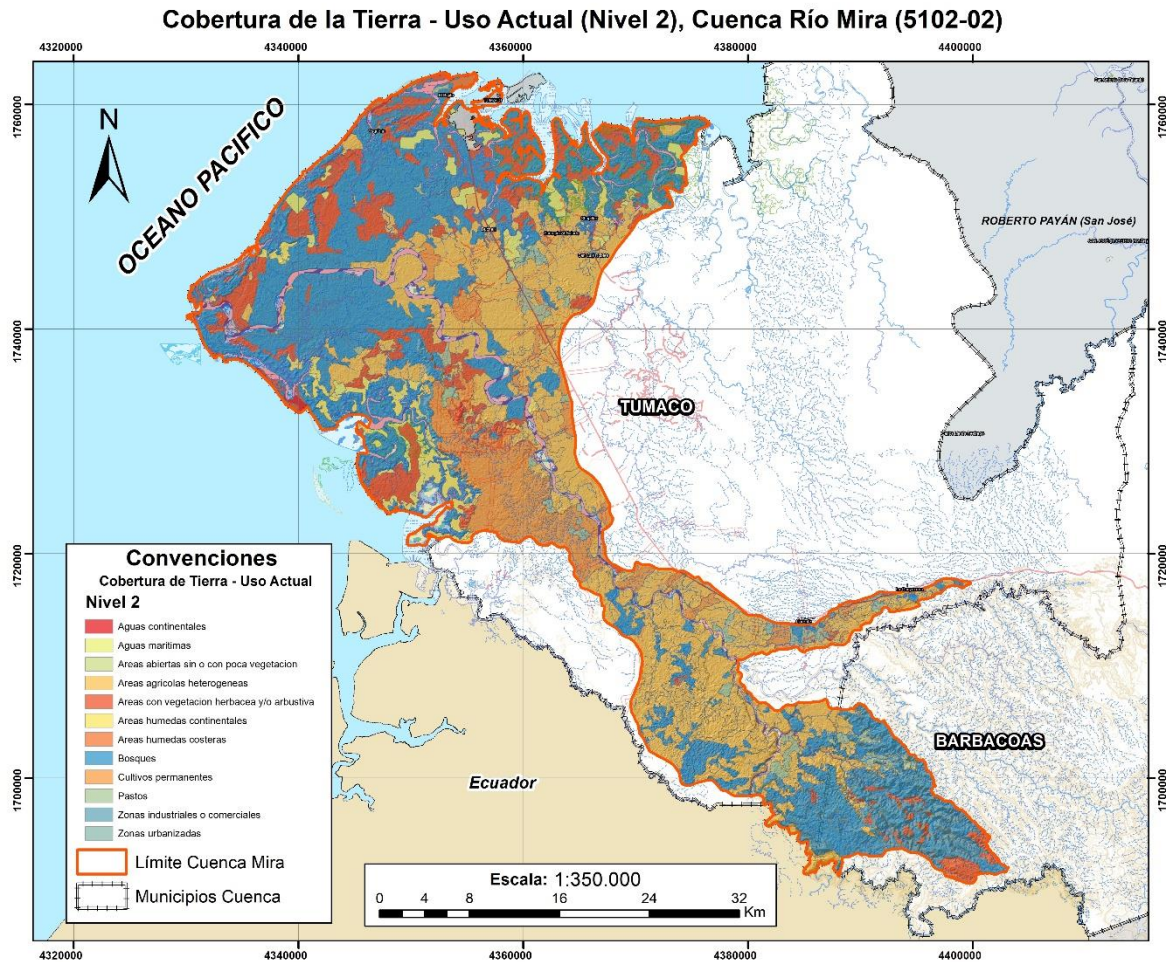 Cobertura de la Tierra - Uso Actual (Nivel 2), Cuenca Río Mira (5102-02)
4320000
4340000
4360000
4380000
4400000
1760000
1760000
N
OCEANO PACIFICO
ROBERTO PAYÁN (San José)
1740000
1740000
TUMACO
1720000
1720000
BARBACOAS
Ecuador
1700000
1700000
Convenciones
Cobertura de Tierra - Uso Actual
Nivel 2
Aguas continentales
Aguas maritimas
Areas abiertas sin o con poca vegetacion
Areas agricolas heterogeneas
Areas con vegetacion herbacea y/o arbustiva
Areas humedas continentales
Areas humedas costeras
Bosques
Cultivos permanentes
Pastos
Zonas industriales o comerciales
Zonas urbanizadas
Límite Cuenca Mira
Municipios Cuenca
Escala: 1:350.000
0 4 8 16 24 32
Km
4320000
4340000
4360000
4380000
4400000